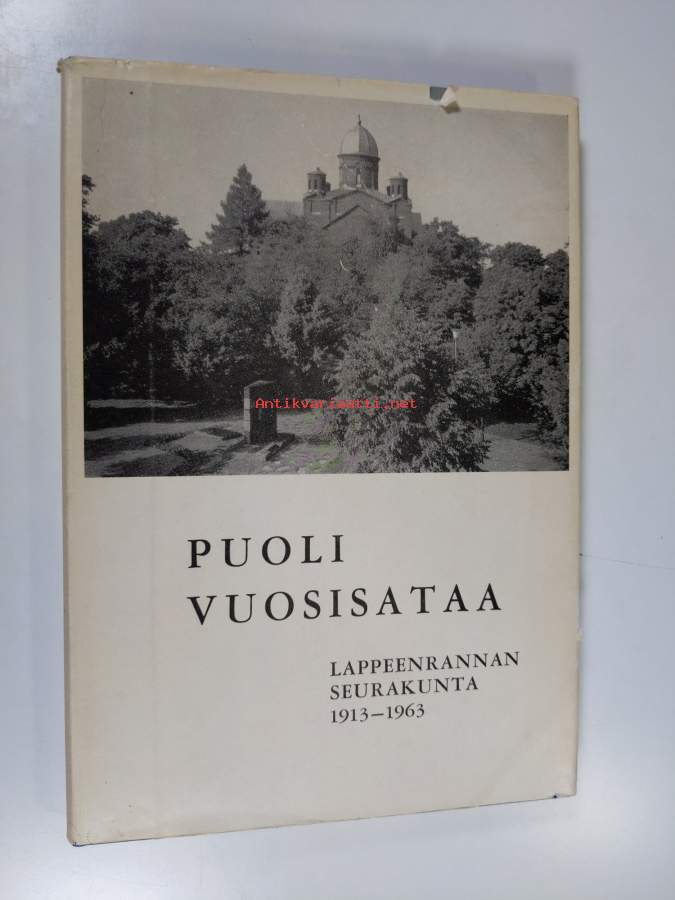 Antikvariaatti.net
PUOLI
VUOSISATAA
LAPPEENRANNAN
SEURAKUNTA
1913–1963